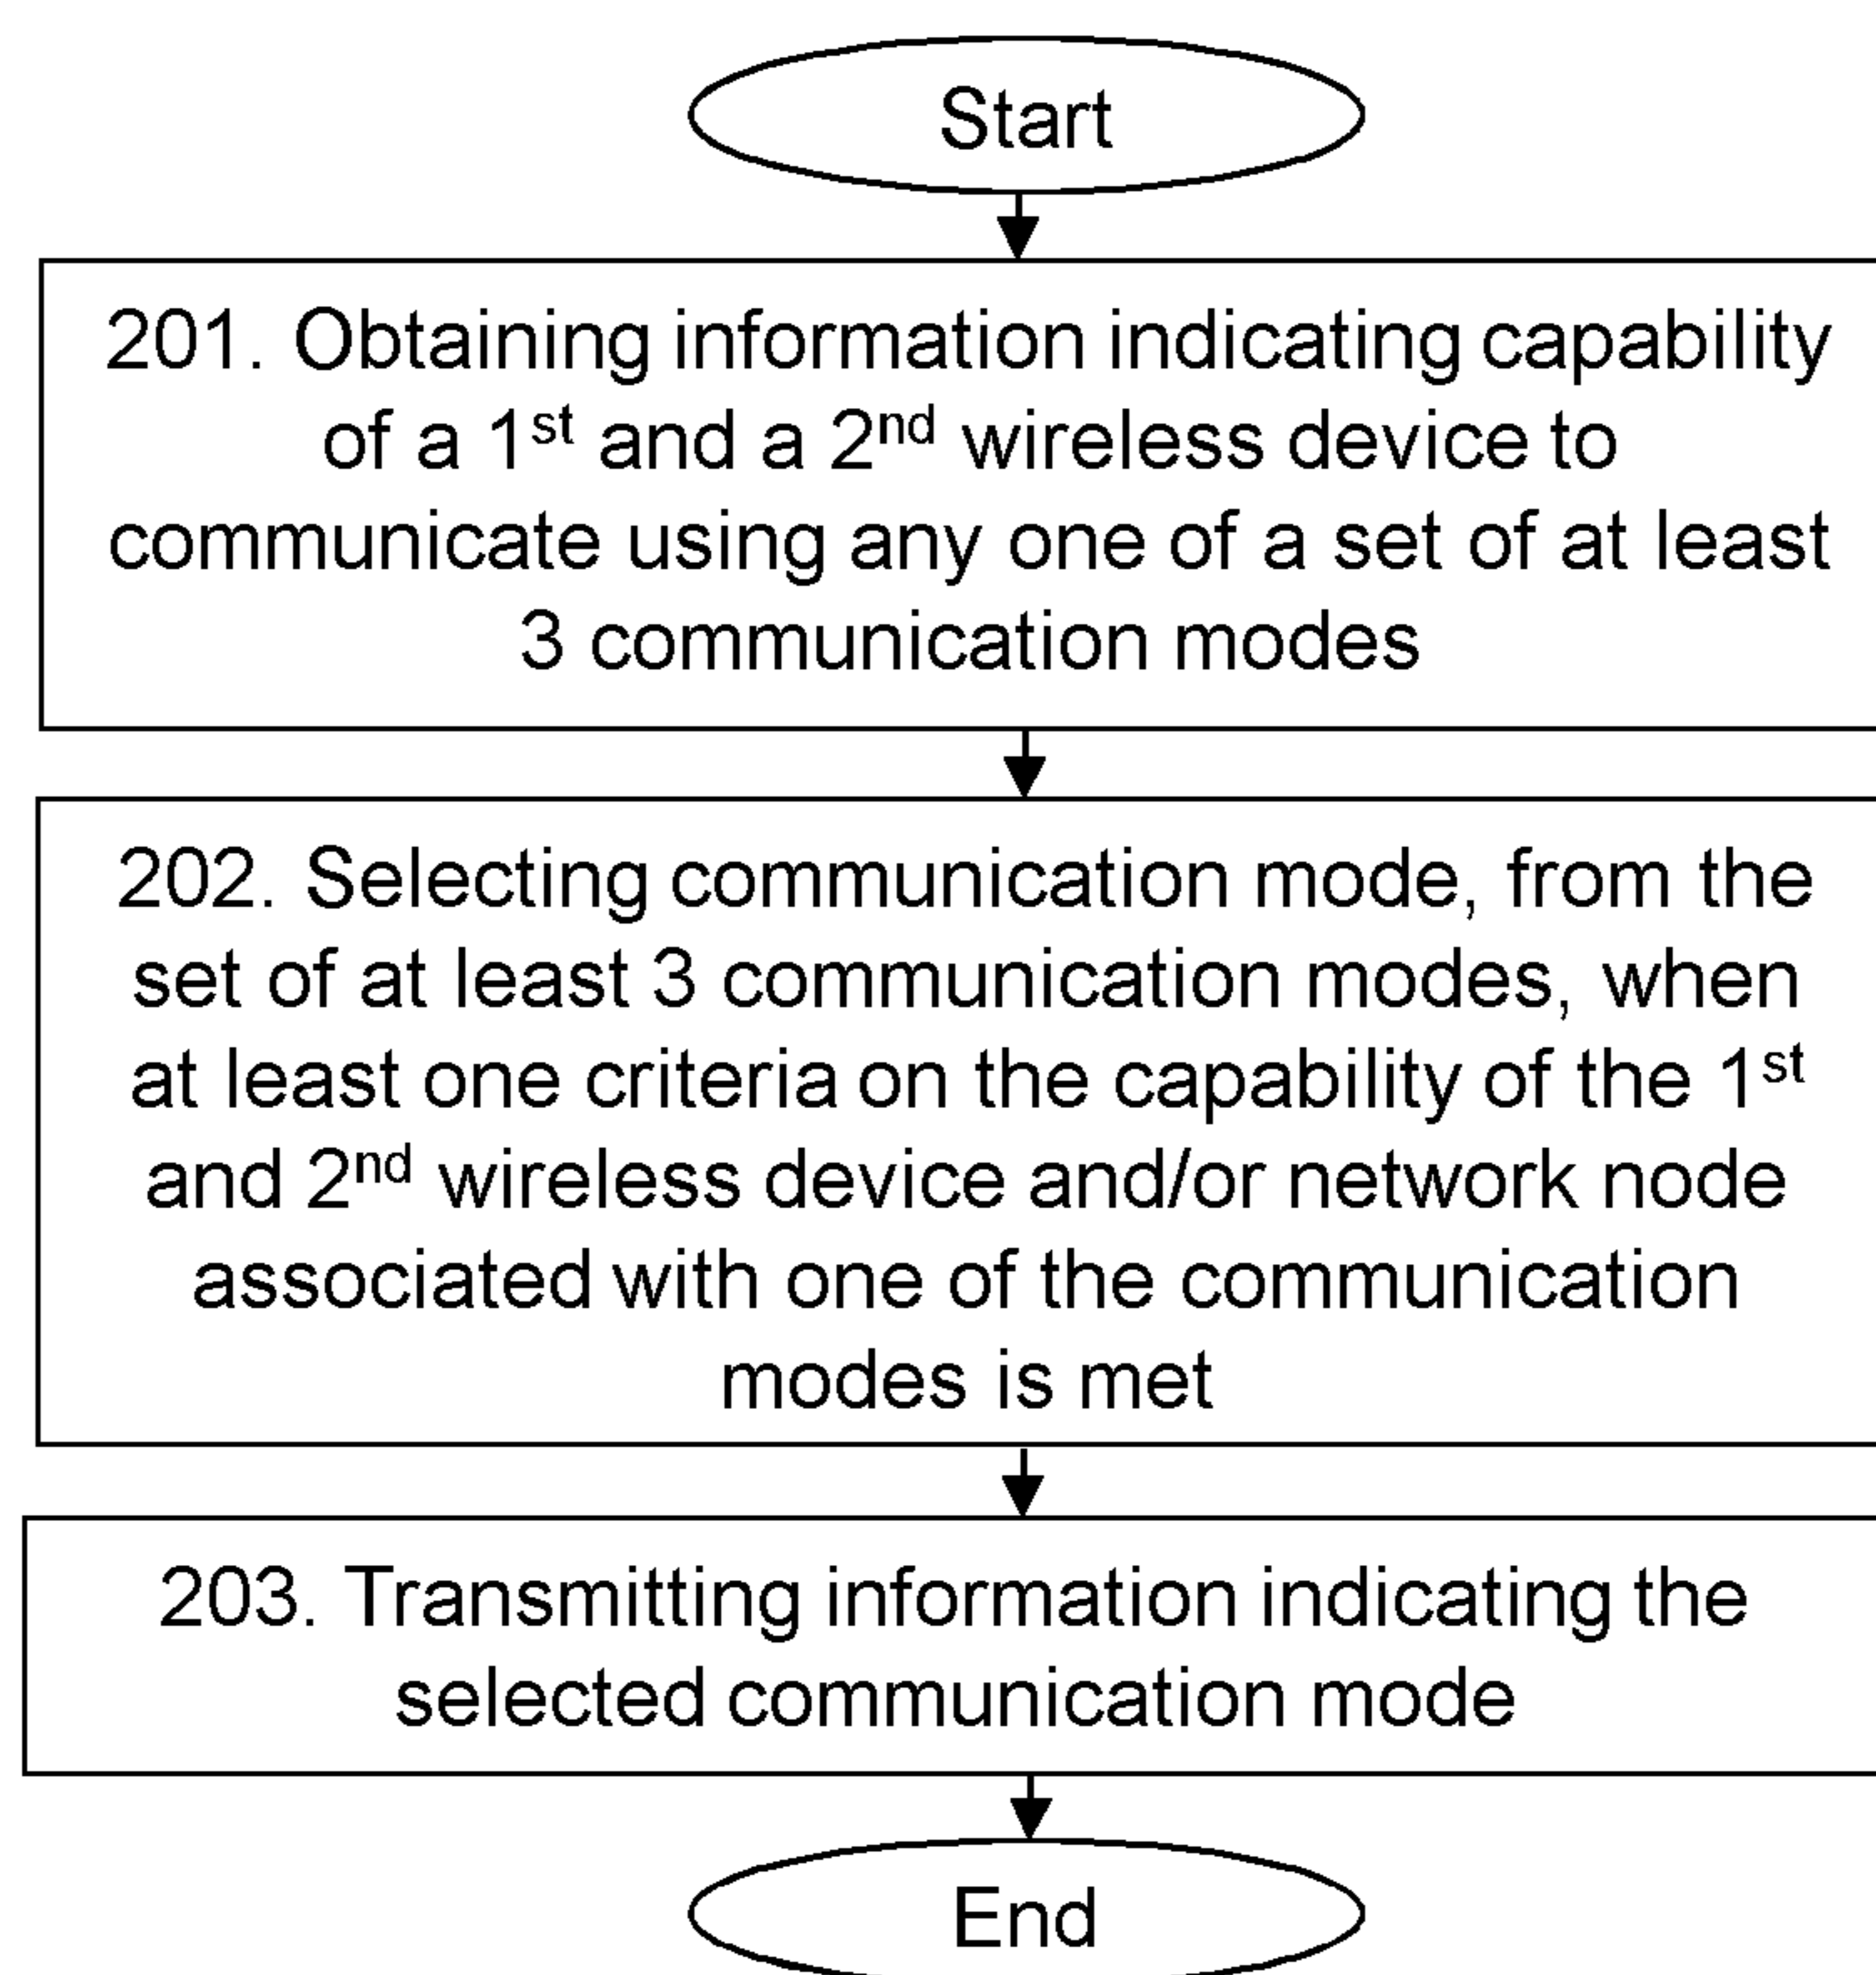 Start
201. Obtaining information indicating capability
of a 1st and a 2nd wireless device to
communicate using any one of a set of at least
3 communication modes
202. Selecting communication mode, from the
set of at least 3 communication modes, when
at least one criteria on the capability of the 1st
and 2nd wireless device and/or network node
associated with one of the communication
modes is met
203. Transmitting information indicating the
selected communication mode
End